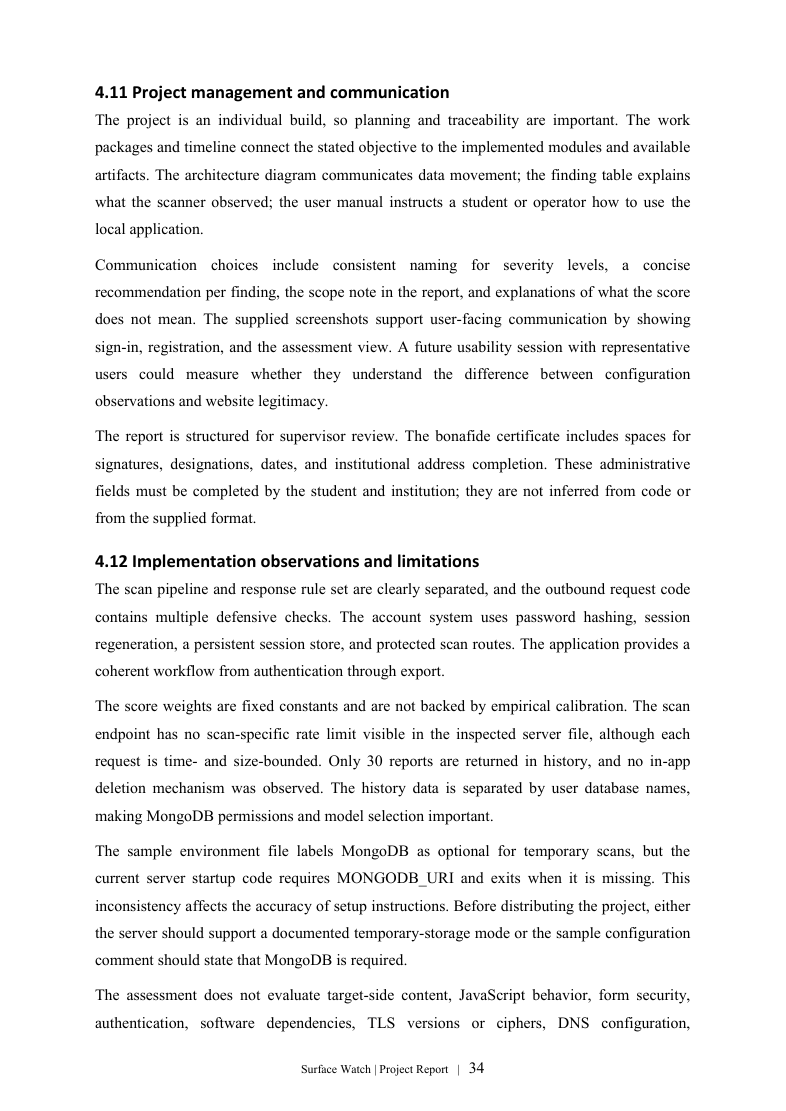 4.11 Project management and communication
The project is an individual build, so planning and traceability are important. The work
packages and timeline connect the stated objective to the implemented modules and available
artifacts. The architecture diagram communicates data movement; the finding table explains
what the scanner observed; the user manual instructs a student or operator how to use the
local application.
Communication choices include consistent naming for severity levels, a concise
recommendation per finding, the scope note in the report, and explanations of what the score
does not mean. The supplied screenshots support user-facing communication by showing
sign-in, registration, and the assessment view. A future usability session with representative
users could measure whether they understand the difference between configuration
observations and website legitimacy.
The report is structured for supervisor review. The bonafide certificate includes spaces for
signatures, designations, dates, and institutional address completion. These administrative
fields must be completed by the student and institution; they are not inferred from code or
from the supplied format.
4.12 Implementation observations and limitations
The scan pipeline and response rule set are clearly separated, and the outbound request code
contains multiple defensive checks. The account system uses password hashing, session
regeneration, a persistent session store, and protected scan routes. The application provides a
coherent workflow from authentication through export.
The score weights are fixed constants and are not backed by empirical calibration. The scan
endpoint has no scan-specific rate limit visible in the inspected server file, although each
request is time- and size-bounded. Only 30 reports are returned in history, and no in-app
deletion mechanism was observed. The history data is separated by user database names,
making MongoDB permissions and model selection important.
The sample environment file labels MongoDB as optional for temporary scans, but the
current server startup code requires MONGODB_URI and exits when it is missing. This
inconsistency affects the accuracy of setup instructions. Before distributing the project, either
the server should support a documented temporary-storage mode or the sample configuration
comment should state that MongoDB is required.
The assessment does not evaluate target-side content, JavaScript behavior, form security,
authentication, software dependencies, TLS versions or ciphers, DNS configuration,
Surface Watch | Project Report | 34